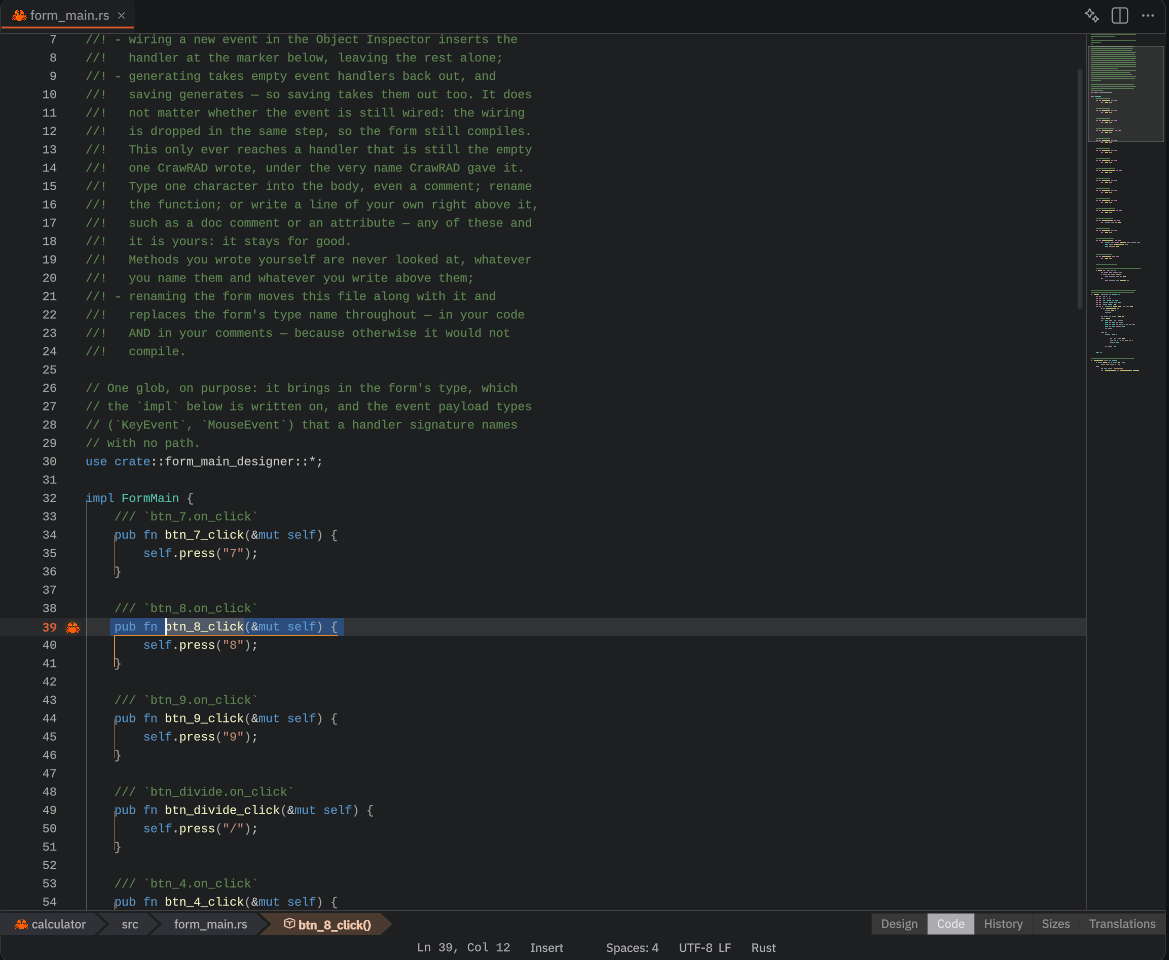 form_main.rs ×
7 //! - wiring a new event in the Object Inspector inserts the
8 //!   handler at the marker below, leaving the rest alone;
9 //! - generating takes empty event handlers back out, and
10 //!   saving generates — so saving takes them out too. It does
11 //!   not matter whether the event is still wired: the wiring
12 //!   is dropped in the same step, so the form still compiles.
13 //!   This only ever reaches a handler that is still the empty
14 //!   one CrawRAD wrote, under the very name CrawRAD gave it.
15 //!   Type one character into the body, even a comment; rename
16 //!   the function; or write a line of your own right above it,
17 //!   such as a doc comment or an attribute — any of these and
18 //!   it is yours: it stays for good.
19 //!   Methods you wrote yourself are never looked at, whatever
20 //!   you name them and whatever you write above them;
21 //! - renaming the form moves this file along with it and
22 //!   replaces the form's type name throughout — in your code
23 //!   AND in your comments — because otherwise it would not
24 //!   compile.
25
26 // One glob, on purpose: it brings in the form's type, which
27 // the `impl` below is written on, and the event payload types
28 // (`KeyEvent`, `MouseEvent`) that a handler signature names
29 // with no path.
30 use crate::form_main_designer::*;
31
32 impl FormMain {
33     /// `btn_7.on_click`
34     pub fn btn_7_click(&mut self) {
35         self.press("7");
36     }
37
38     /// `btn_8.on_click`
39     pub fn btn_8_click(&mut self) {
40         self.press("8");
41     }
42
43     /// `btn_9.on_click`
44     pub fn btn_9_click(&mut self) {
45         self.press("9");
46     }
47
48     /// `btn_divide.on_click`
49     pub fn btn_divide_click(&mut self) {
50         self.press("/");
51     }
52
53     /// `btn_4.on_click`
54     pub fn btn_4_click(&mut self) {
calculator src form_main.rs btn_8_click() Design Code History Sizes Translations
Ln 39, Col 12 Insert Spaces: 4 UTF-8 LF Rust